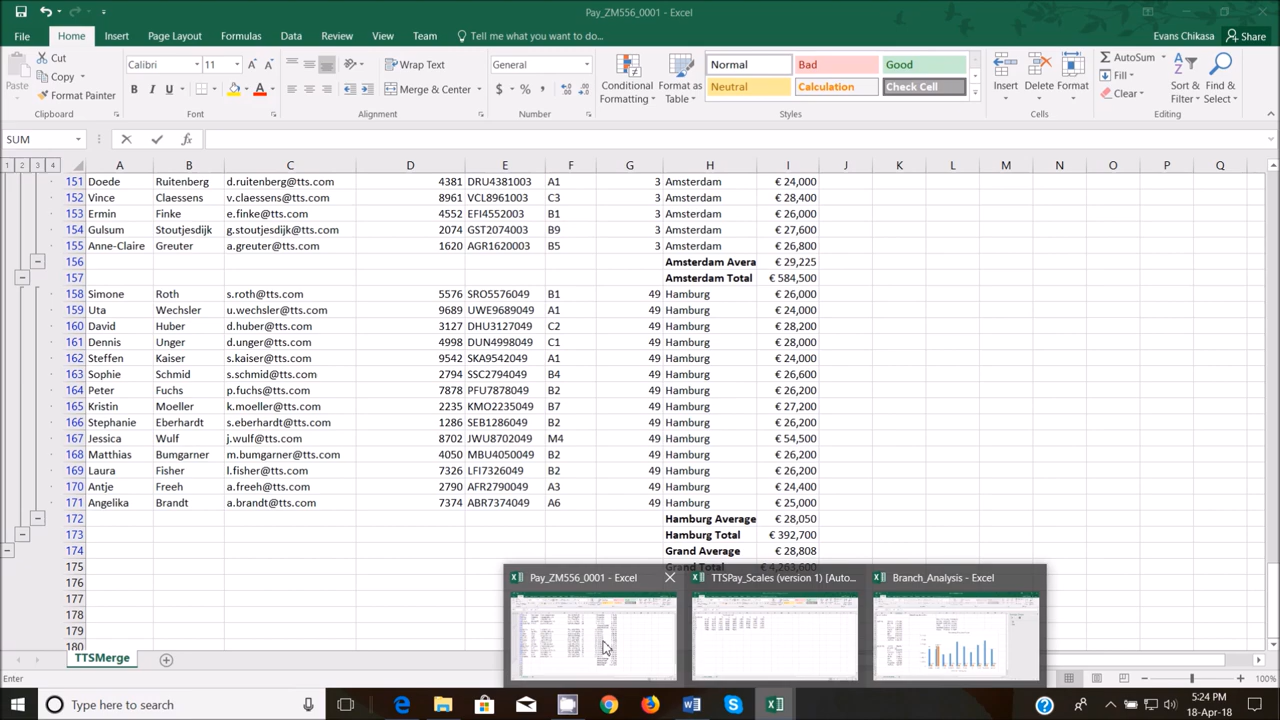 Pay_ZM556_0001 - Excel
File Home Insert Page Layout Formulas Data Review View Team Tell me what you want to do... Evans Chikasa Share
Paste Cut Copy Format Painter Clipboard
Calibri 11 B I U A Font
Wrap Text Merge & Center Alignment
General $ % , Number
Conditional Formatting Format as Table Normal Bad Good Neutral Calculation Check Cell Styles
Insert Delete Format Cells
AutoSum Fill Clear Sort & Filter Find & Select Editing
SUM fx
1 2 3 4 A B C D E F G H I J K L M N O P Q
151 Doede Ruitenberg d.ruitenberg@tts.com 4381 DRU4381003 A1 3 Amsterdam € 24,000
152 Vince Claessens v.claessens@tts.com 8961 VCL8961003 C3 3 Amsterdam € 28,400
153 Ermin Finke e.finke@tts.com 4552 EFI4552003 B1 3 Amsterdam € 26,000
154 Gulsum Stoutjesdijk g.stoutjesdijk@tts.com 2074 GST2074003 B9 3 Amsterdam € 27,600
155 Anne-Claire Greuter a.greuter@tts.com 1620 AGR1620003 B5 3 Amsterdam € 26,800
156 Amsterdam Avera € 29,225
157 Amsterdam Total € 584,500
158 Simone Roth s.roth@tts.com 5576 SRO5576049 B1 49 Hamburg € 26,000
159 Uta Wechsler u.wechsler@tts.com 9689 UWE9689049 A1 49 Hamburg € 24,000
160 David Huber d.huber@tts.com 3127 DHU3127049 C2 49 Hamburg € 28,200
161 Dennis Unger d.unger@tts.com 4998 DUN4998049 C1 49 Hamburg € 28,000
162 Steffen Kaiser s.kaiser@tts.com 9542 SKA9542049 A1 49 Hamburg € 24,000
163 Sophie Schmid s.schmid@tts.com 2794 SSC2794049 B4 49 Hamburg € 26,600
164 Peter Fuchs p.fuchs@tts.com 7878 PFU7878049 B2 49 Hamburg € 26,200
165 Kristin Moeller k.moeller@tts.com 2235 KMO2235049 B7 49 Hamburg € 27,200
166 Stephanie Eberhardt s.eberhardt@tts.com 1286 SEB1286049 B2 49 Hamburg € 26,200
167 Jessica Wulf j.wulf@tts.com 8702 JWU8702049 M4 49 Hamburg € 54,500
168 Matthias Bumgarner m.bumgarner@tts.com 4050 MBU4050049 B2 49 Hamburg € 26,200
169 Laura Fisher l.fisher@tts.com 7326 LFI7326049 B2 49 Hamburg € 26,200
170 Antje Freeh a.freeh@tts.com 2790 AFR2790049 A3 49 Hamburg € 24,400
171 Angelika Brandt a.brandt@tts.com 7374 ABR7374049 A6 49 Hamburg € 25,000
172 Hamburg Average € 28,050
173 Hamburg Total € 392,700
174 Grand Average € 28,808
175 Grand Total € 4,263,600
176
177
178
179
180
Pay_ZM556_0001 - Excel TTSPay_Scales (version 1) [Auto... Branch_Analysis - Excel
TTSMerge
Enter 100%
Type here to search 5:24 PM
18-Apr-18